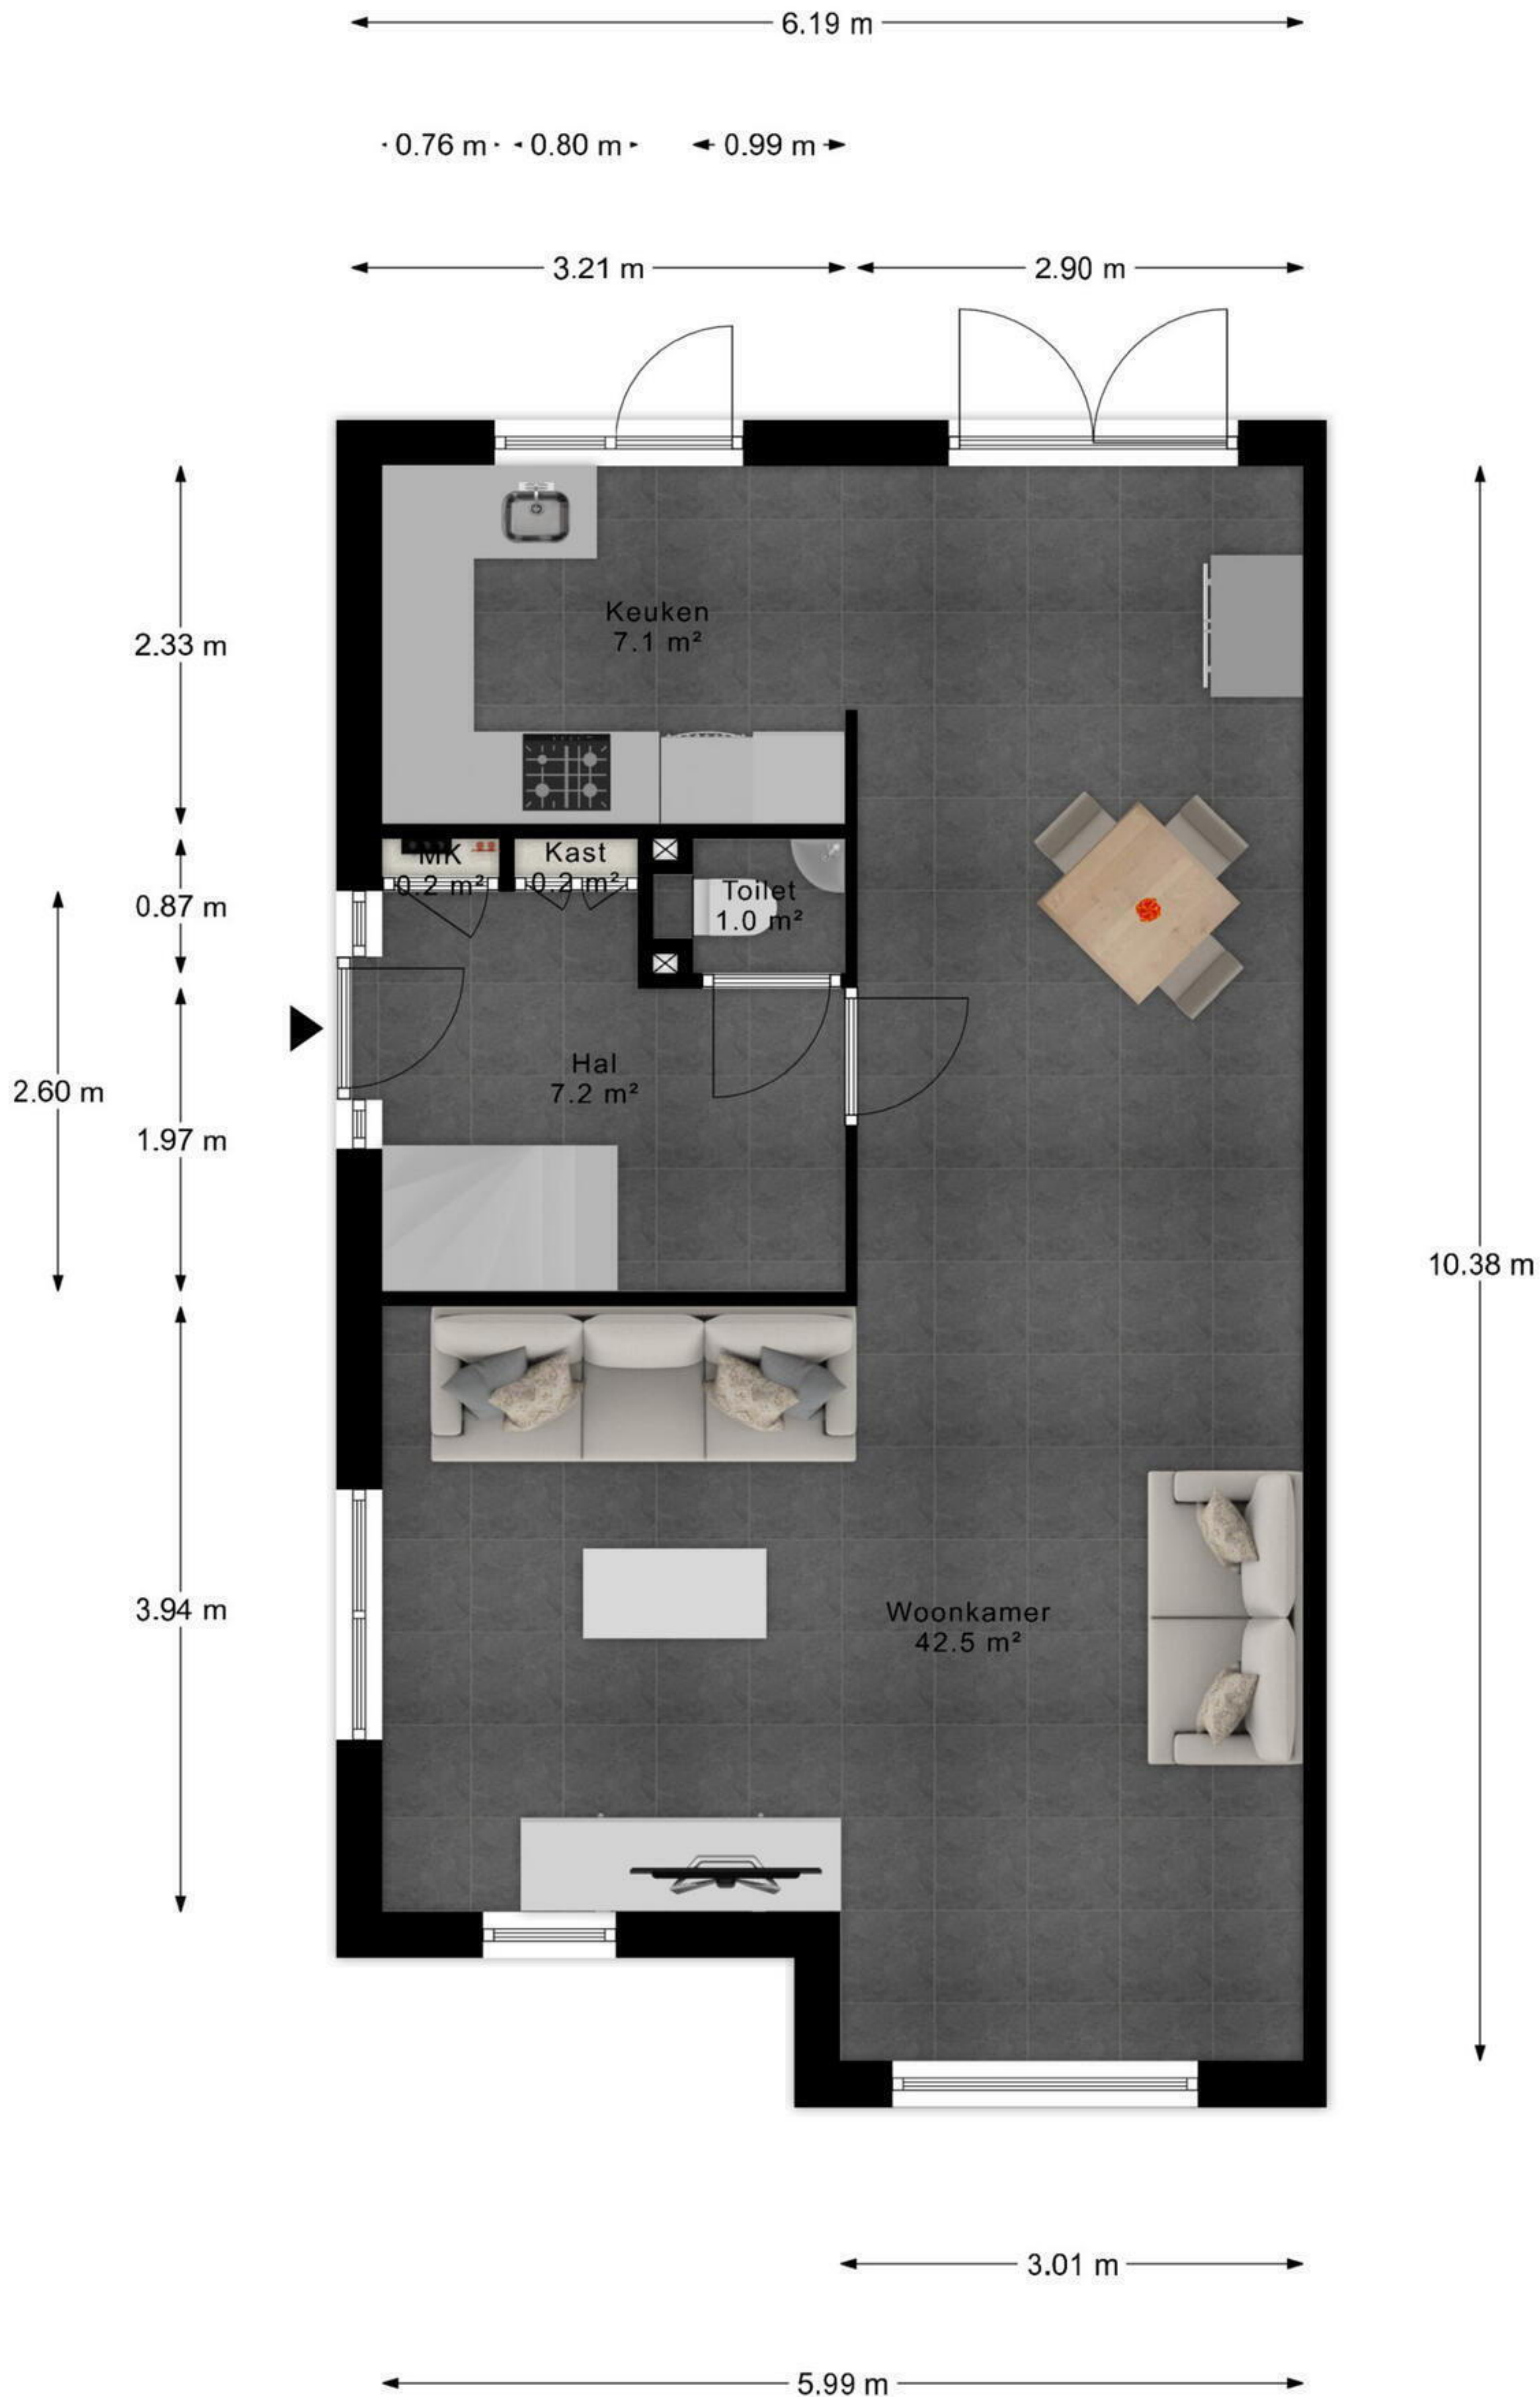 6.19 m
0.76 m
0.80 m
0.99 m
3.21 m
2.90 m
2.33 m
Keuken
7.1 m²
MK
0.2 m²
Kast
0.2 m²
Toilet
1.0 m²
0.87 m
Hal
7.2 m²
2.60 m
1.97 m
10.38 m
3.94 m
Woonkamer
42.5 m²
3.01 m
5.99 m